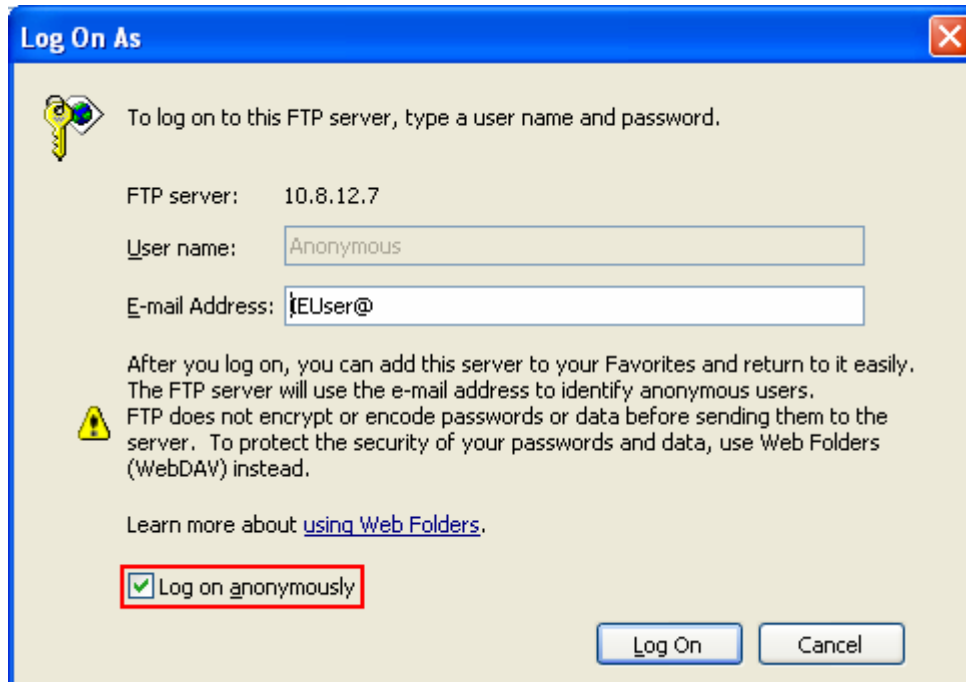 Log On As
To log on to this FTP server, type a user name and password.
FTP server: 10.8.12.7
User name: Anonymous
E-mail Address: IEUser@
After you log on, you can add this server to your Favorites and return to it easily.
The FTP server will use the e-mail address to identify anonymous users.
FTP does not encrypt or encode passwords or data before sending them to the
server. To protect the security of your passwords and data, use Web Folders
(WebDAV) instead.
Learn more about using Web Folders.
Log on anonymously
Log On Cancel